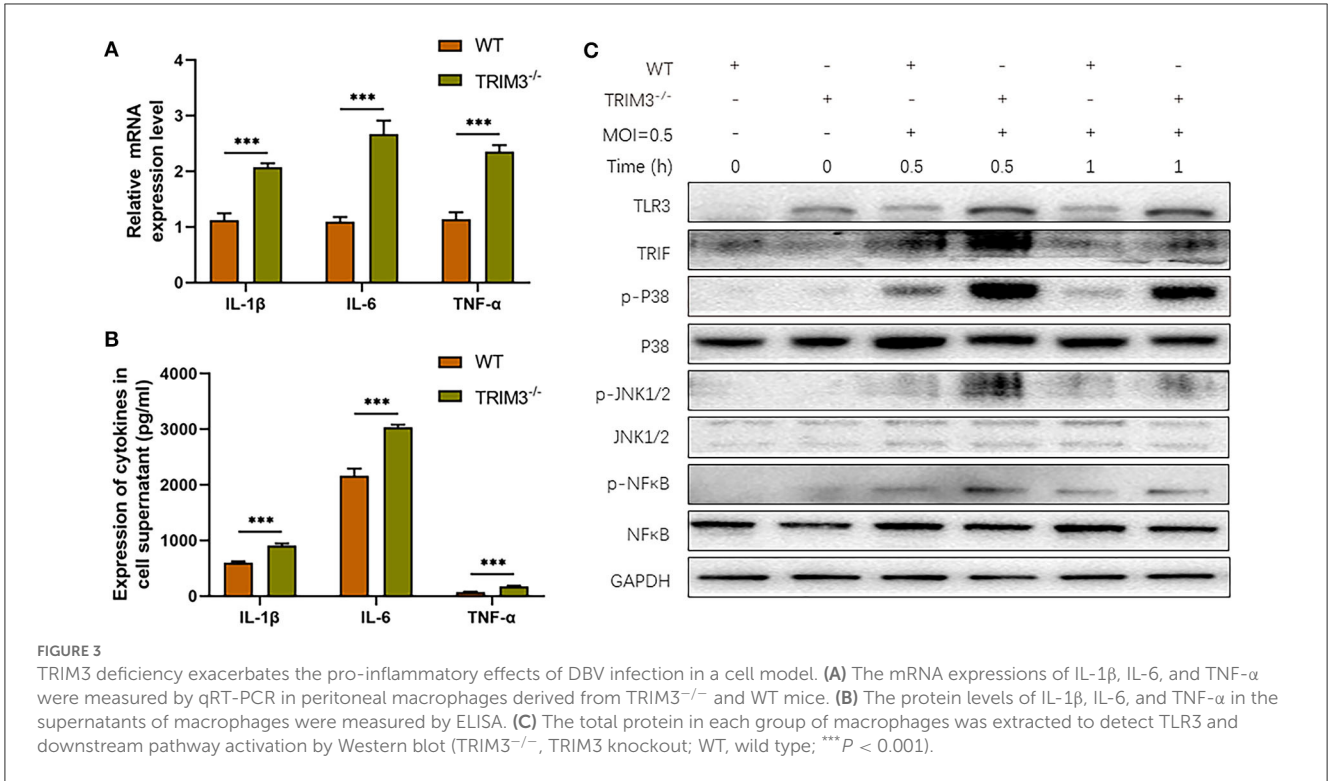 A
WT
TRIM3-/-
Relative mRNA
expression level
4
3
2
1
0
***
***
***
IL-1β
IL-6
TNF-α
B
WT
TRIM3-/-
Expression of cytokines in
cell supernatant (pg/ml)
4000
3000
2000
1000
0
***
***
***
IL-1β
IL-6
TNF-α
C
WT + - + - + -
TRIM3-/- - + - + - +
MOI=0.5 - - + + + +
Time (h) 0 0 0.5 0.5 1 1
TLR3
TRIF
p-P38
P38
p-JNK1/2
JNK1/2
p-NFκB
NFκB
GAPDH
FIGURE 3
TRIM3 deficiency exacerbates the pro-inflammatory effects of DBV infection in a cell model. (A) The mRNA expressions of IL-1β, IL-6, and TNF-α
were measured by qRT-PCR in peritoneal macrophages derived from TRIM3−/− and WT mice. (B) The protein levels of IL-1β, IL-6, and TNF-α in the
supernatants of macrophages were measured by ELISA. (C) The total protein in each group of macrophages was extracted to detect TLR3 and
downstream pathway activation by Western blot (TRIM3−/−, TRIM3 knockout; WT, wild type; ***P < 0.001).